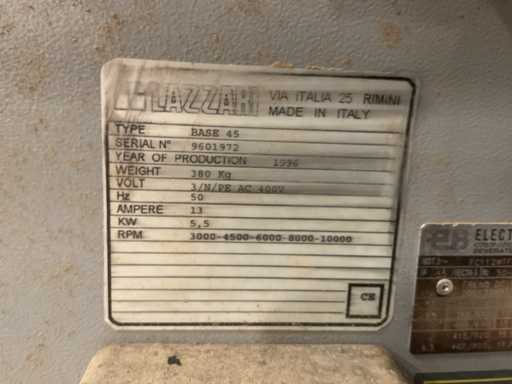 LAZZARI VIA ITALIA 25 RIMINI
MADE IN ITALY
TYPE BASE 45
SERIAL N° 9601972
YEAR OF PRODUCTION 1996
WEIGHT 380 Kg
VOLT 3/N/PE AC 400V
Hz 50
AMPERE 13
KW 5,5
RPM 3000-4500-6000-8000-10000
CE
ELECT